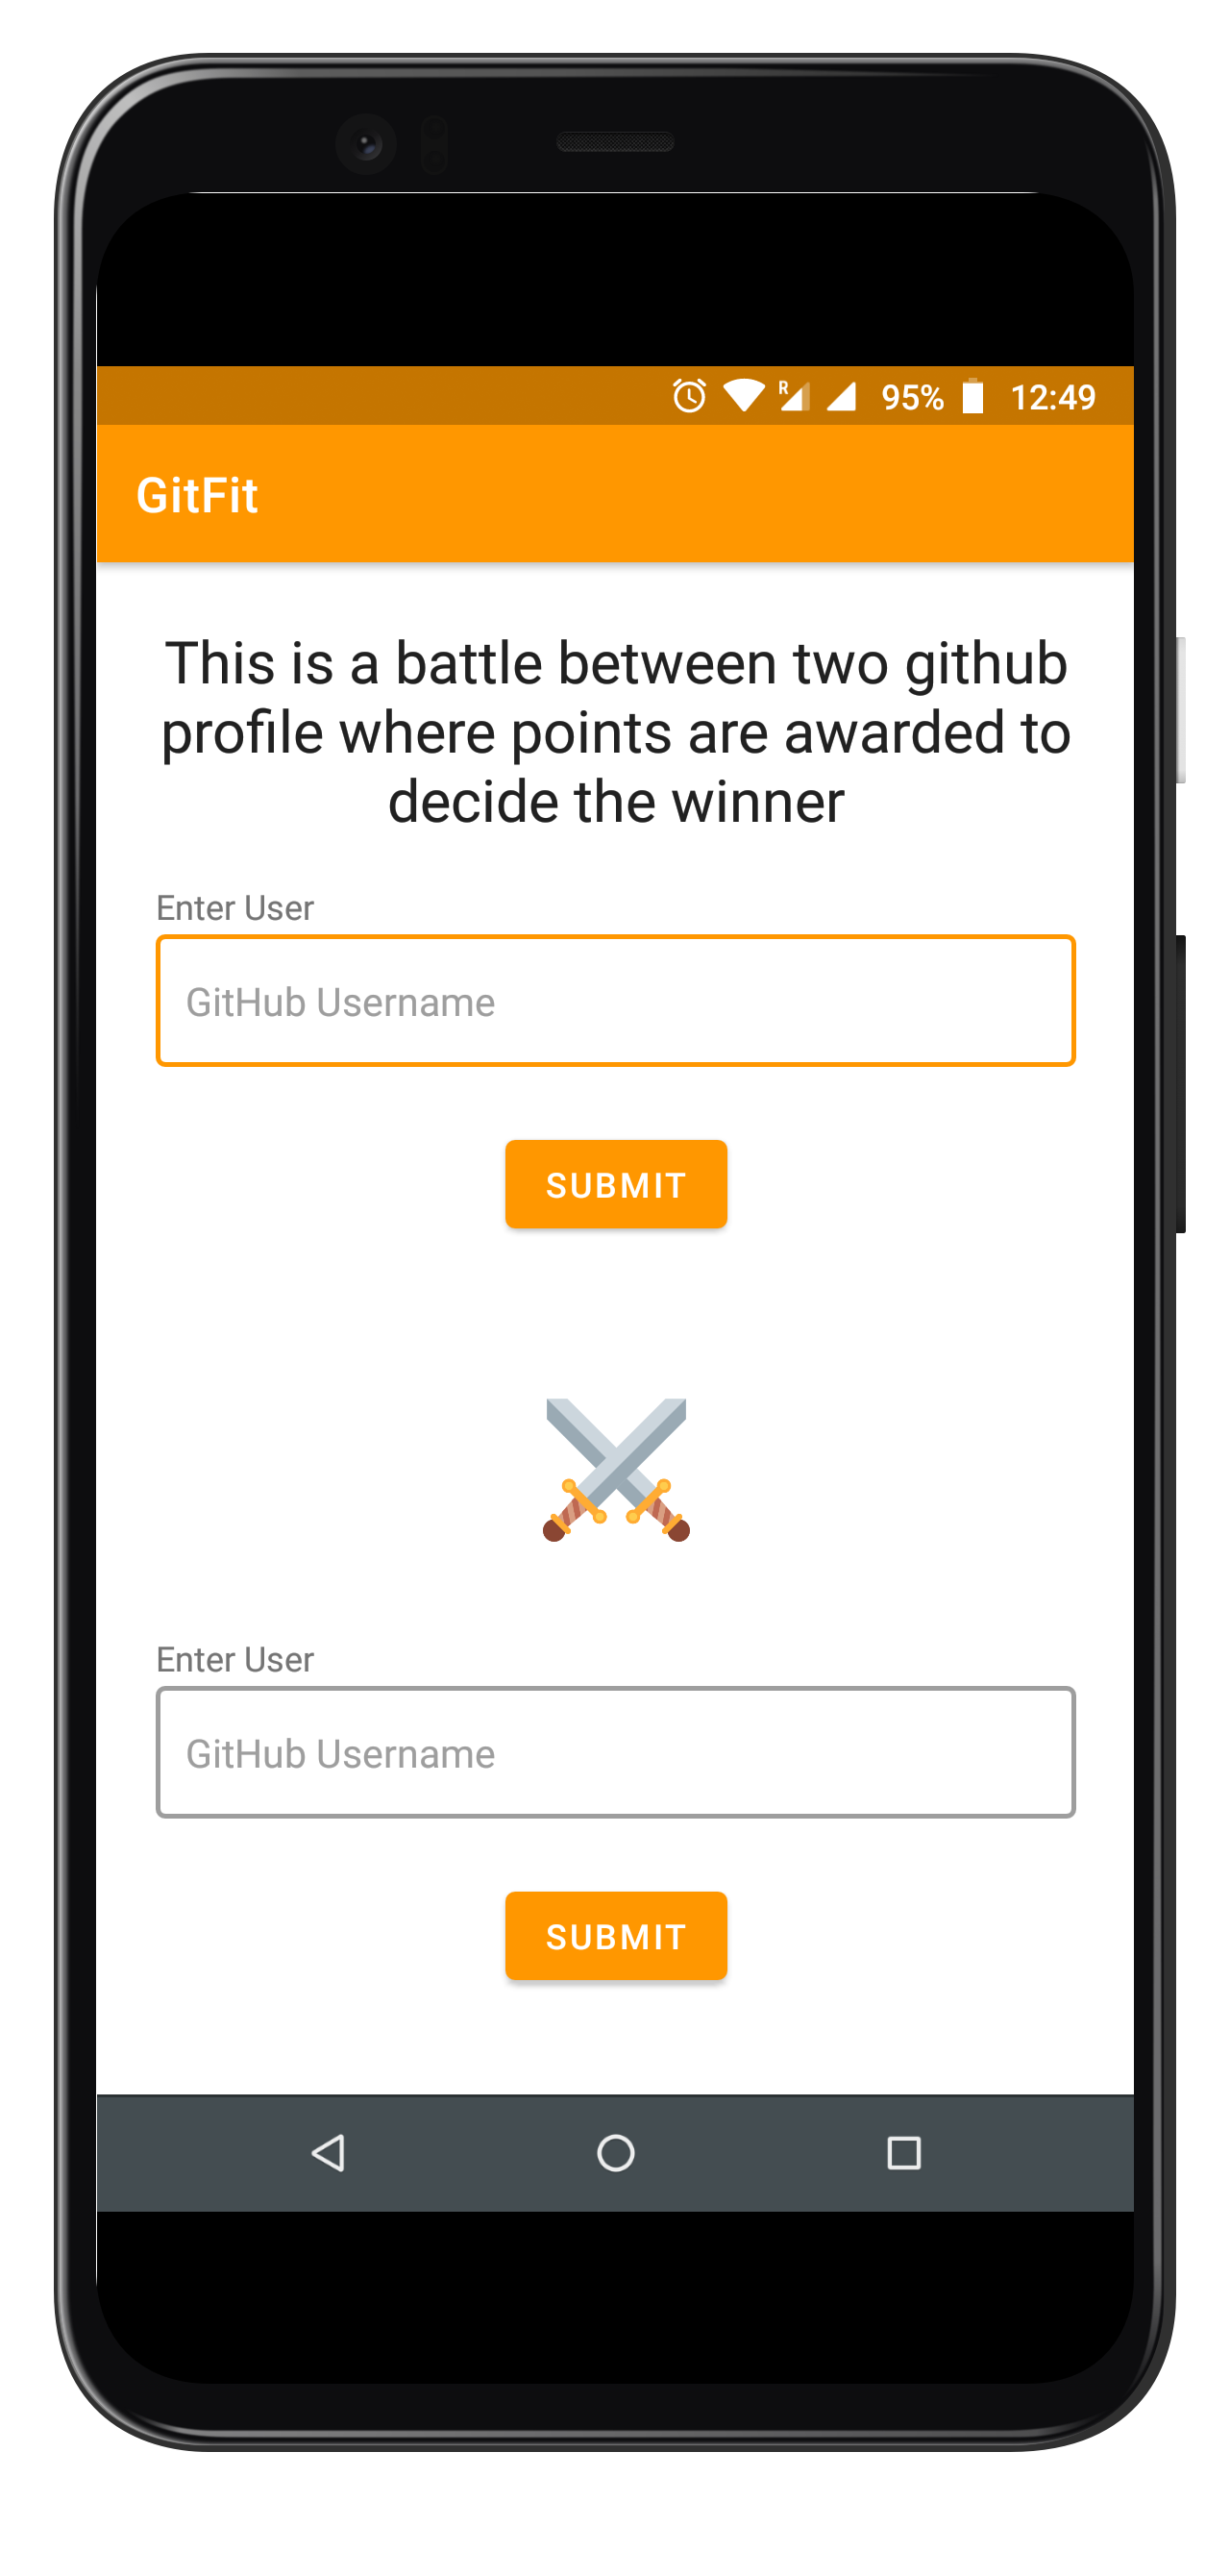 R 95% 12:49
GitFit
This is a battle between two github
profile where points are awarded to
decide the winner
Enter User
GitHub Username
SUBMIT
Enter User
GitHub Username
SUBMIT